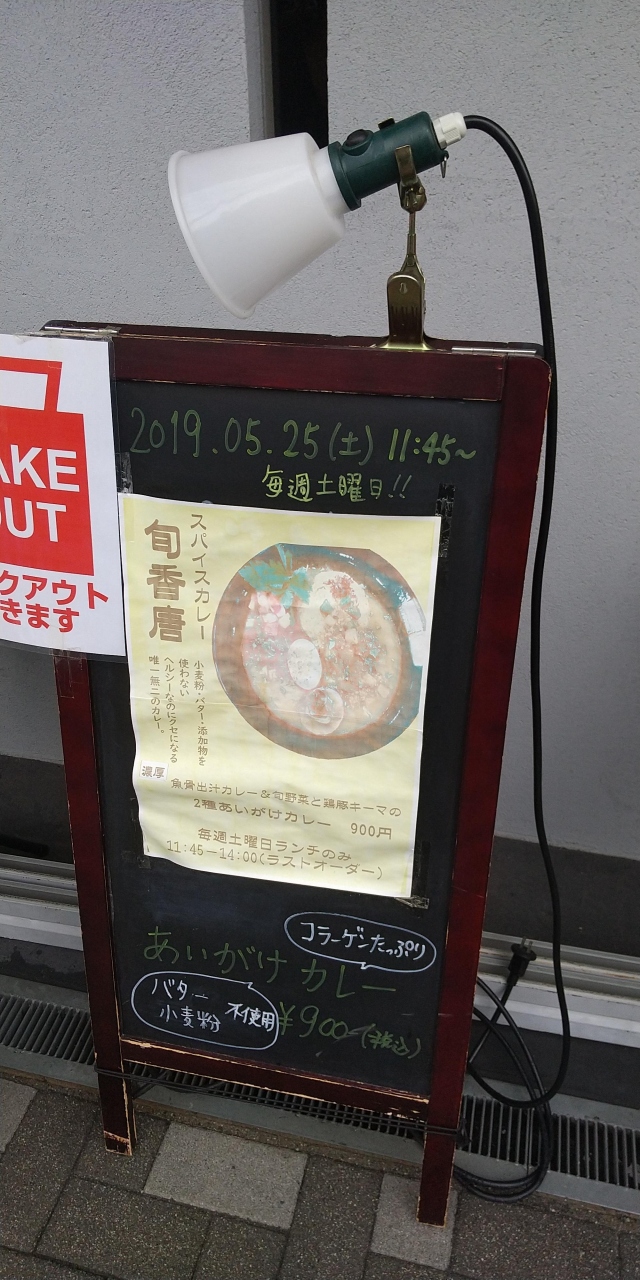 2019.05.25(土) 11:45~
毎週土曜日!!
AKE
OUT
クアウト
きます
スパイスカレー
旬香唐
小麦粉・バター・添加物を
使わない
ヘルシーなのにクセになる
唯一無二のカレー。
濃厚
魚骨出汁カレー&旬野菜と鶏豚キーマの
2種あいがけカレー 900円
毎週土曜日ランチのみ
11:45-14:00(ラストオーダー)
コラーゲンたっぷり
あいがけカレー
バター
小麦粉 不使用
¥900-(税込)